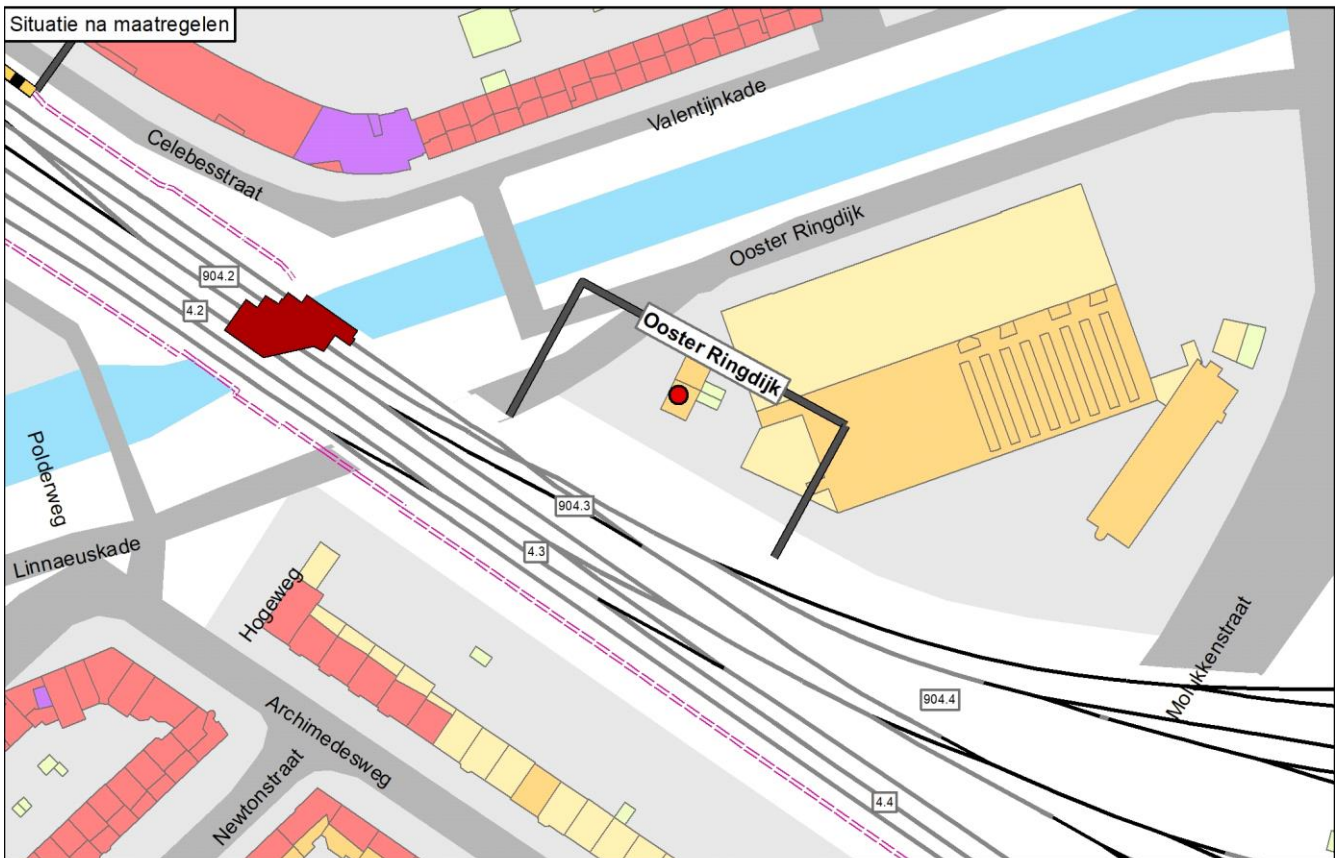 Situatie na maatregelen
Valentijnkade
Celebesstraat
Ooster Ringdijk
904.2
4.2
Ooster Ringdijk
Polderweg
904.3
4.3
Linnaeuskade
Hogeweg
Molukkenstraat
904.4
Archimedesweg
Newtonstraat
4.4